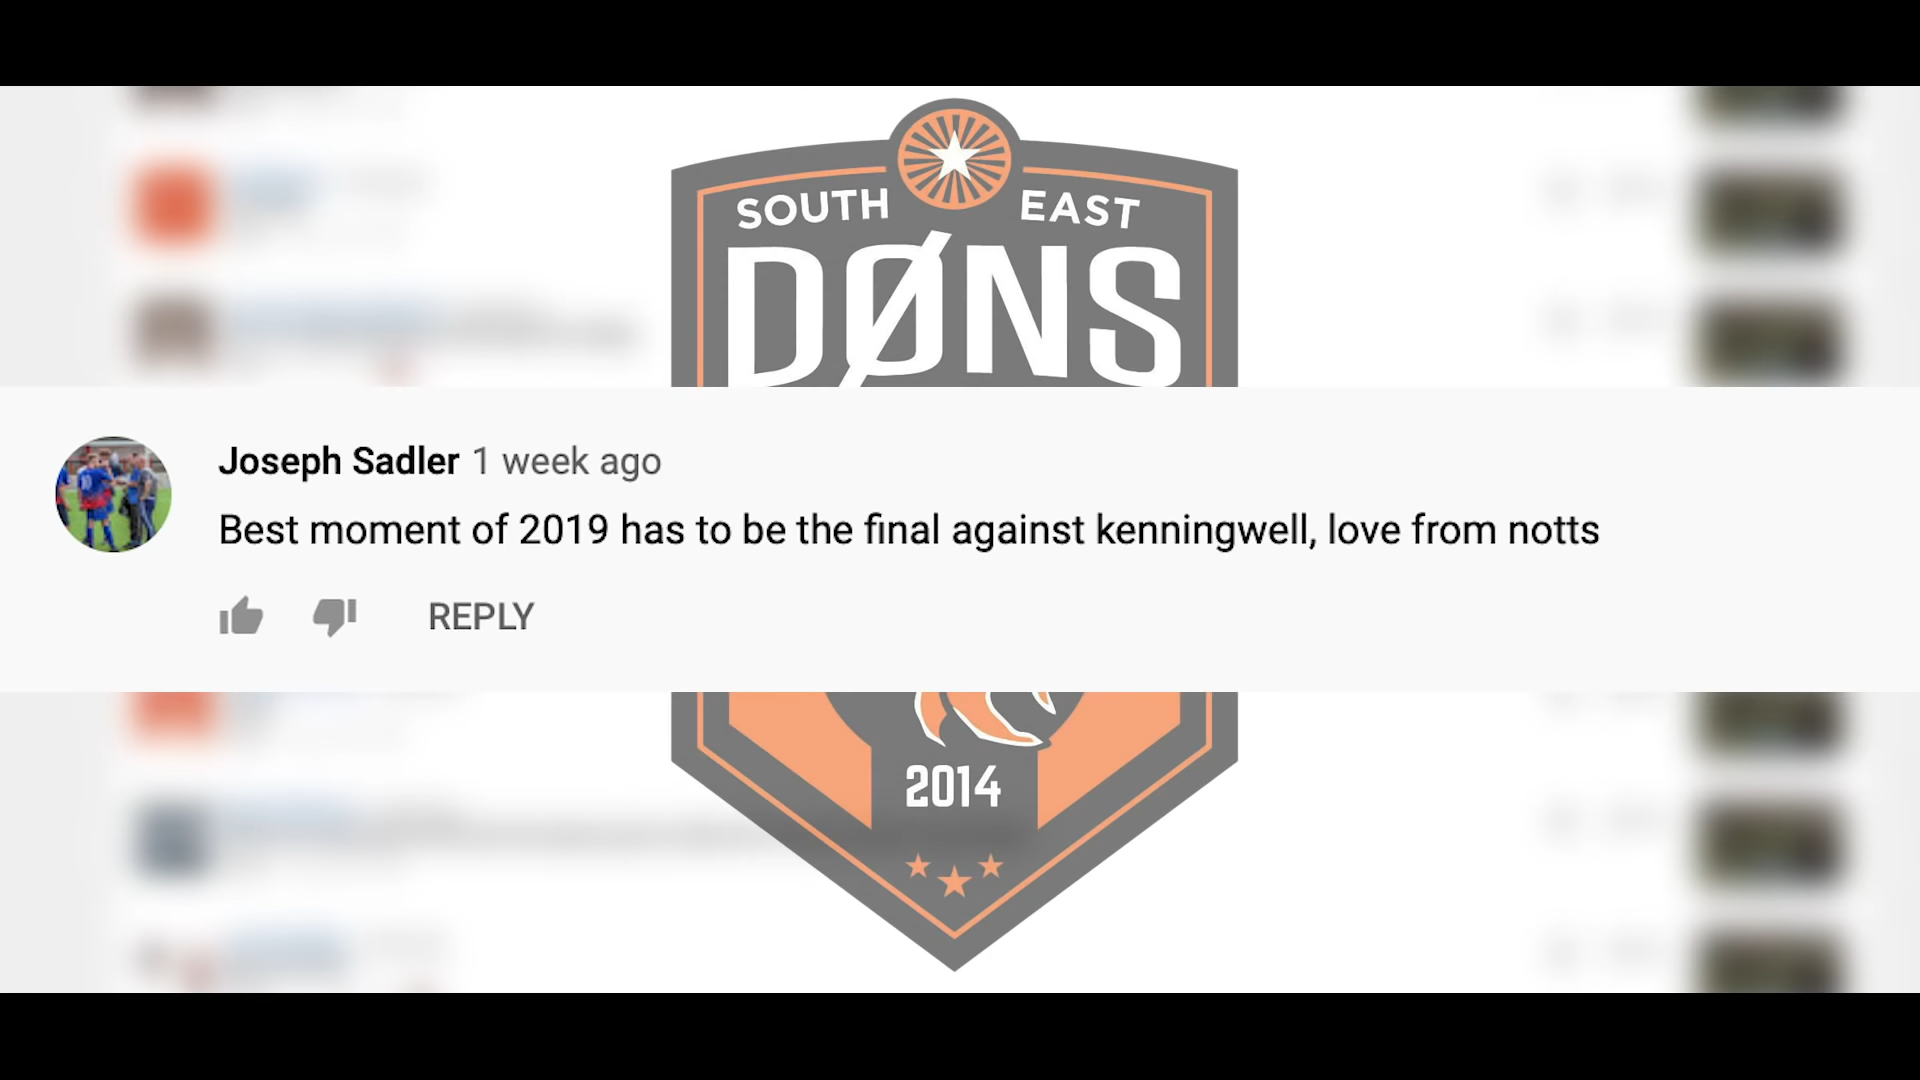 SOUTH EAST
DØNS
Joseph Sadler 1 week ago
Best moment of 2019 has to be the final against kenningwell, love from notts
REPLY
2014